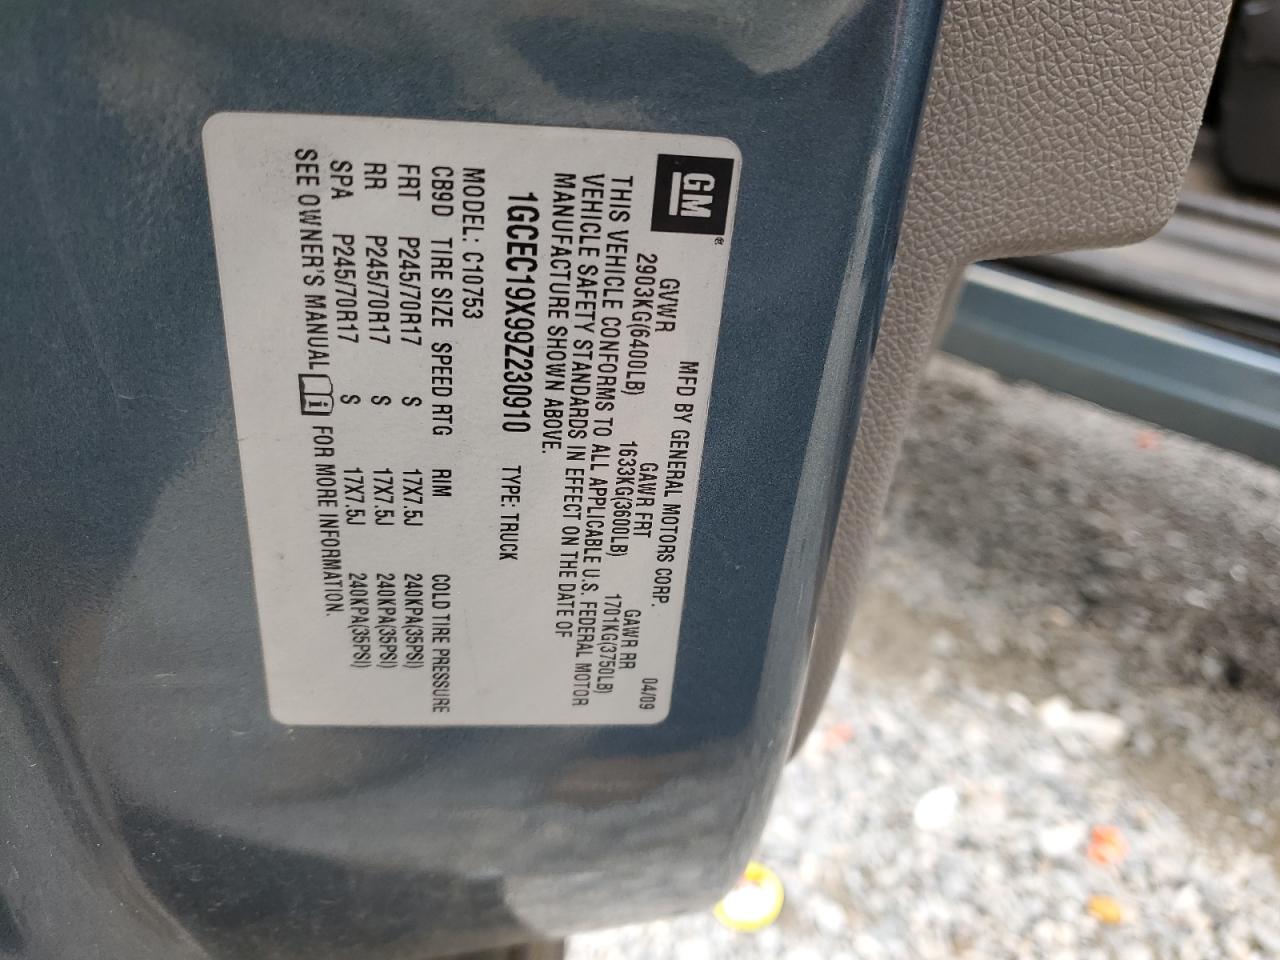 GM®
MFD BY GENERAL MOTORS CORP. 04/09
GVWR GAWR FRT GAWR RR
2903KG(6400LB) 1633KG(3600LB) 1701KG(3750LB)
THIS VEHICLE CONFORMS TO ALL APPLICABLE U.S. FEDERAL MOTOR
VEHICLE SAFETY STANDARDS IN EFFECT ON THE DATE OF
MANUFACTURE SHOWN ABOVE.
1GCEC19X99Z230910 TYPE: TRUCK
MODEL: C10753
CB9D TIRE SIZE SPEED RTG RIM COLD TIRE PRESSURE
FRT P245/70R17 S 17X7.5J 240KPA(35PSI)
RR P245/70R17 S 17X7.5J 240KPA(35PSI)
SPA P245/70R17 S 17X7.5J 240KPA(35PSI)
SEE OWNER'S MANUAL i FOR MORE INFORMATION.